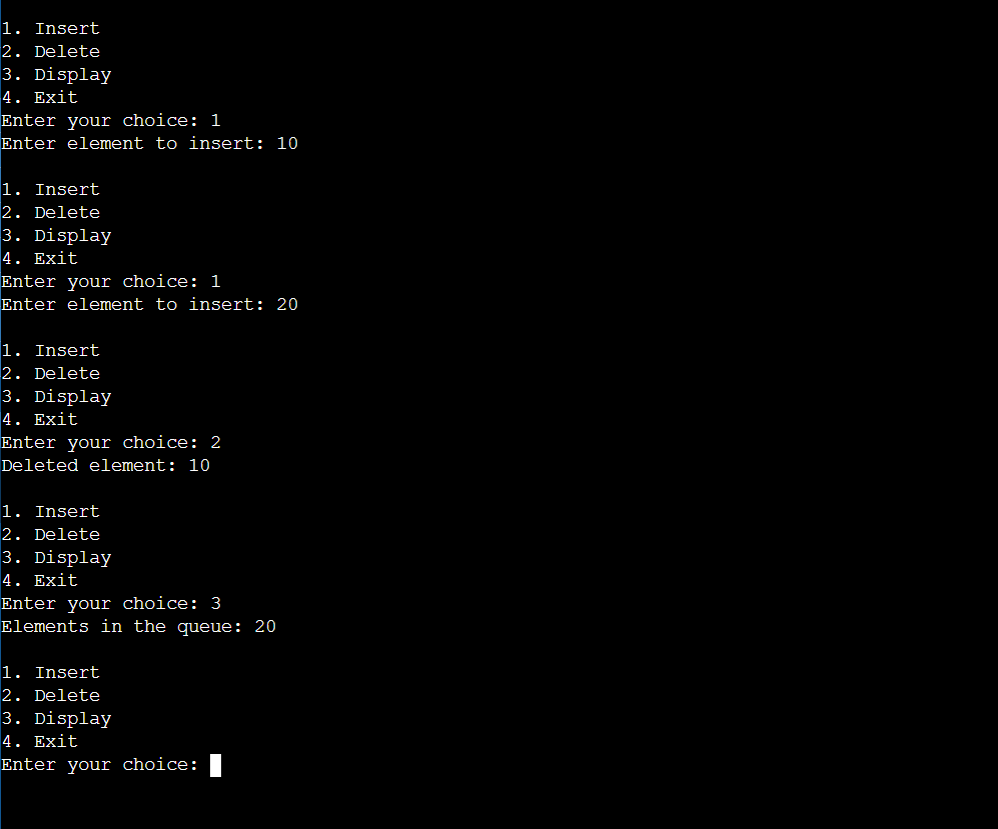 1. Insert
2. Delete
3. Display
4. Exit
Enter your choice: 1
Enter element to insert: 10
1. Insert
2. Delete
3. Display
4. Exit
Enter your choice: 1
Enter element to insert: 20
1. Insert
2. Delete
3. Display
4. Exit
Enter your choice: 2
Deleted element: 10
1. Insert
2. Delete
3. Display
4. Exit
Enter your choice: 3
Elements in the queue: 20
1. Insert
2. Delete
3. Display
4. Exit
Enter your choice: